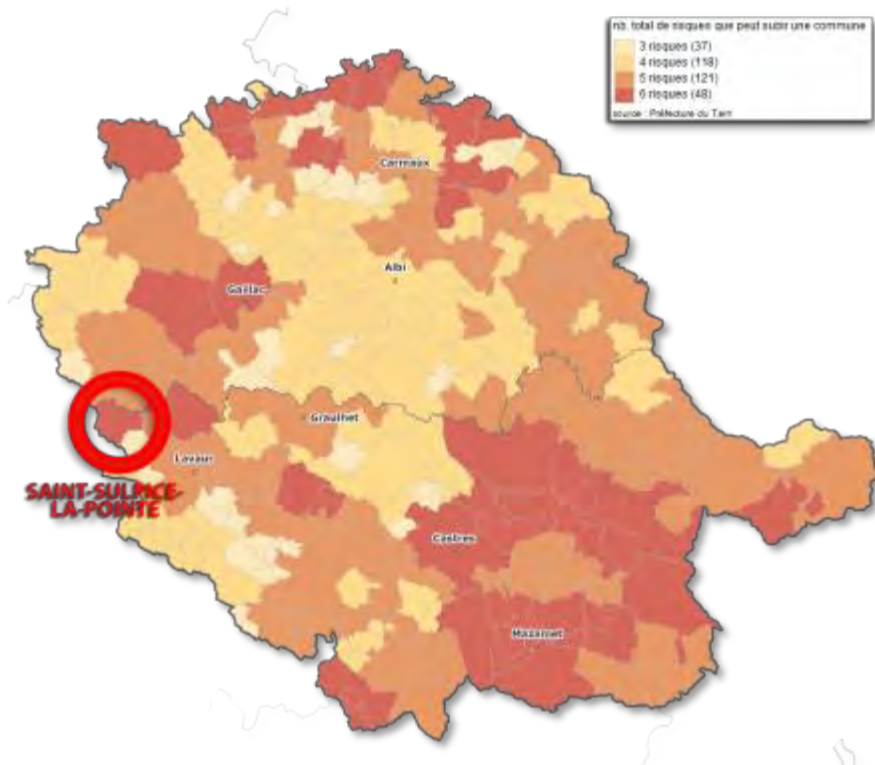 nb. total de risques que peut subir une commune
3 risques (37)
4 risques (118)
5 risques (121)
6 risques (48)
source : Préfecture du Tarn
Carmaux
Albi
Gaillac
Graulhet
Lavaur
SAINT-SULPICE-
LA-POINTE
Castres
Mazamet